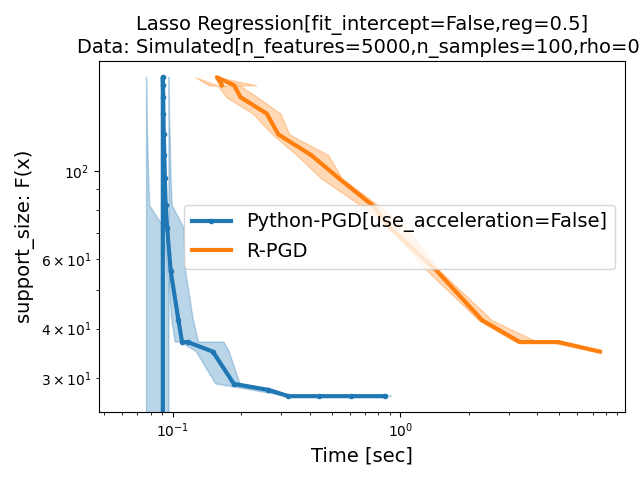 Lasso Regression[fit_intercept=False,reg=0.5]
Data: Simulated[n_features=5000,n_samples=100,rho=0
support_size: F(x)
10²
6 × 10¹
4 × 10¹
3 × 10¹
Python-PGD[use_acceleration=False]
R-PGD
10⁻¹
10⁰
Time [sec]